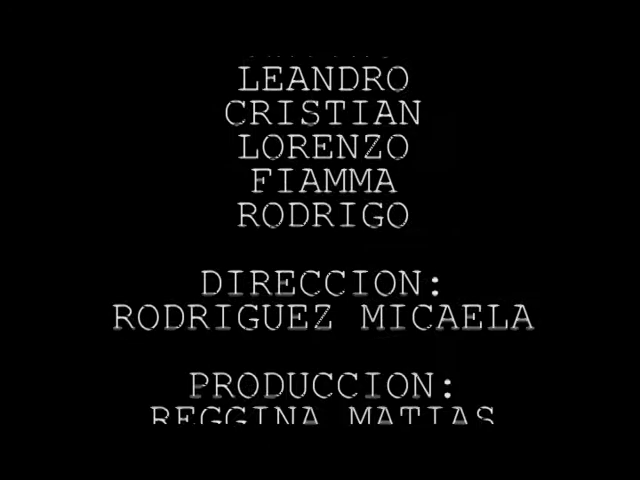 LEANDRO
CRISTIAN
LORENZO
FIAMMA
RODRIGO
DIRECCION:
RODRIGUEZ MICAELA
PRODUCCION:
REGGINA MATIAS